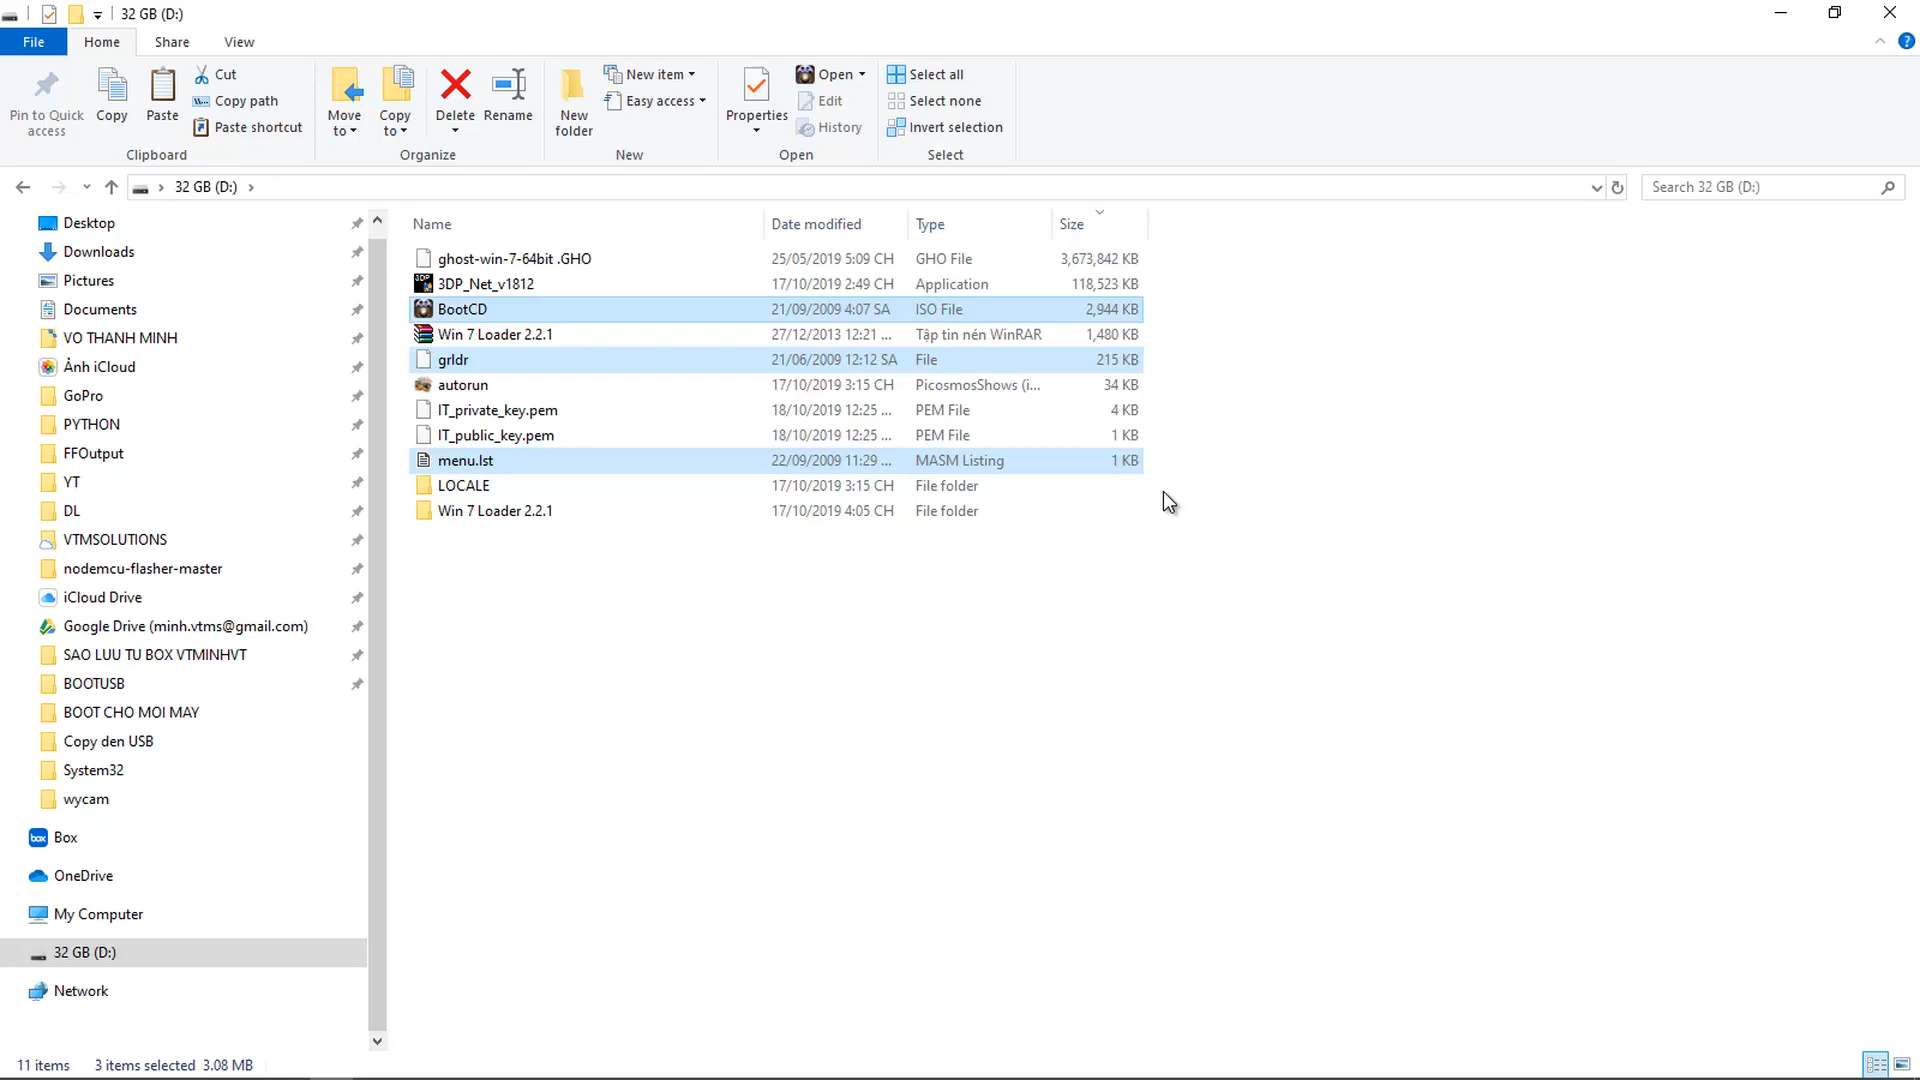 32 GB (D:)
File Home Share View
Pin to Quick access
Copy
Paste
Cut
Copy path
Paste shortcut
Clipboard
Move to
Copy to
Delete
Rename
Organize
New folder
New item
Easy access
New
Properties
Open
Edit
History
Open
Select all
Select none
Invert selection
Select
32 GB (D:)
Search 32 GB (D:)
Desktop
Downloads
Pictures
Documents
VO THANH MINH
Ảnh iCloud
GoPro
PYTHON
FFOutput
YT
DL
VTMSOLUTIONS
nodemcu-flasher-master
iCloud Drive
Google Drive (minh.vtms@gmail.com)
SAO LUU TU BOX VTMINHVT
BOOTUSB
BOOT CHO MOI MAY
Copy den USB
System32
wycam
box Box
OneDrive
My Computer
32 GB (D:)
Network
Name Date modified Type Size
ghost-win-7-64bit .GHO 25/05/2019 5:09 CH GHO File 3,673,842 KB
3DP 3DP_Net_v1812 17/10/2019 2:49 CH Application 118,523 KB
BootCD 21/09/2009 4:07 SA ISO File 2,944 KB
Win 7 Loader 2.2.1 27/12/2013 12:21 ... Tập tin nén WinRAR 1,480 KB
grldr 21/06/2009 12:12 SA File 215 KB
autorun 17/10/2019 3:15 CH PicosmosShows (i... 34 KB
IT_private_key.pem 18/10/2019 12:25 ... PEM File 4 KB
IT_public_key.pem 18/10/2019 12:25 ... PEM File 1 KB
menu.lst 22/09/2009 11:29 ... MASM Listing 1 KB
LOCALE 17/10/2019 3:15 CH File folder
Win 7 Loader 2.2.1 17/10/2019 4:05 CH File folder
11 items 3 items selected 3.08 MB